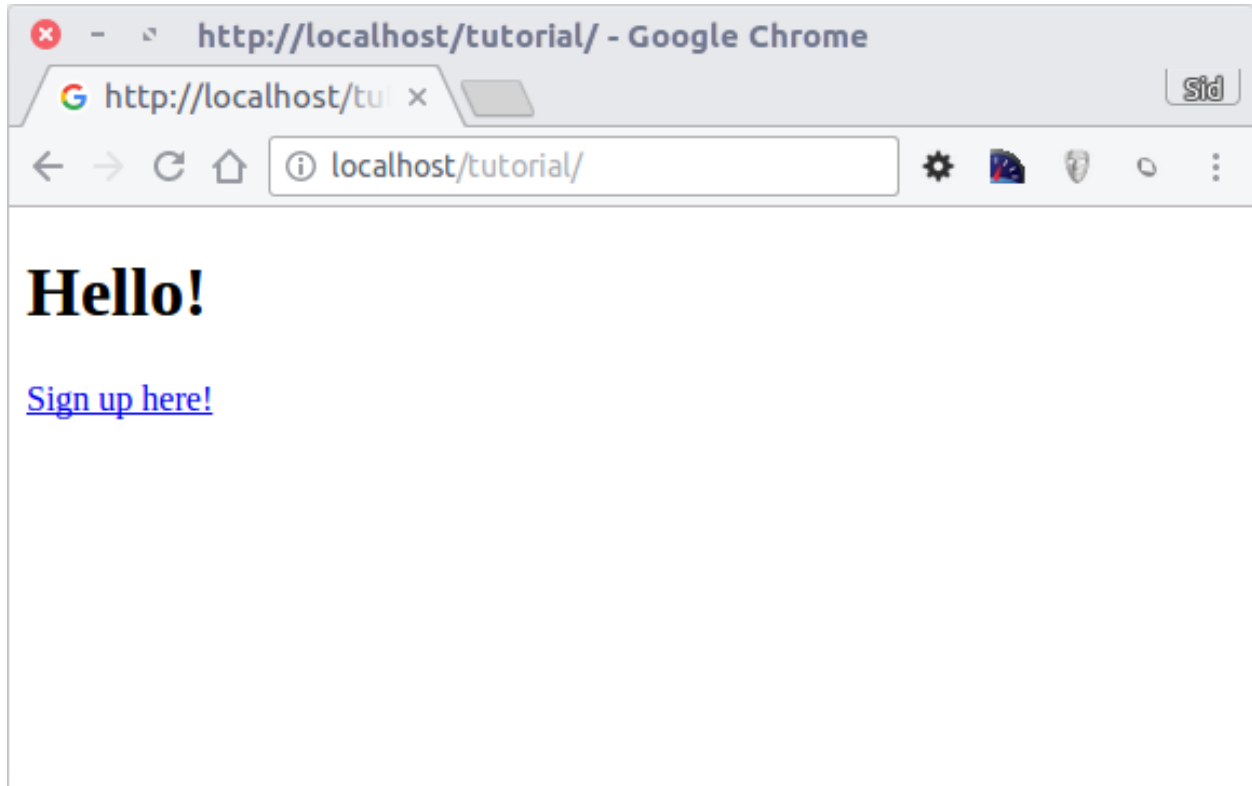 http://localhost/tutorial/ - Google Chrome
http://localhost/tu
Sid
localhost/tutorial/
Hello!
Sign up here!